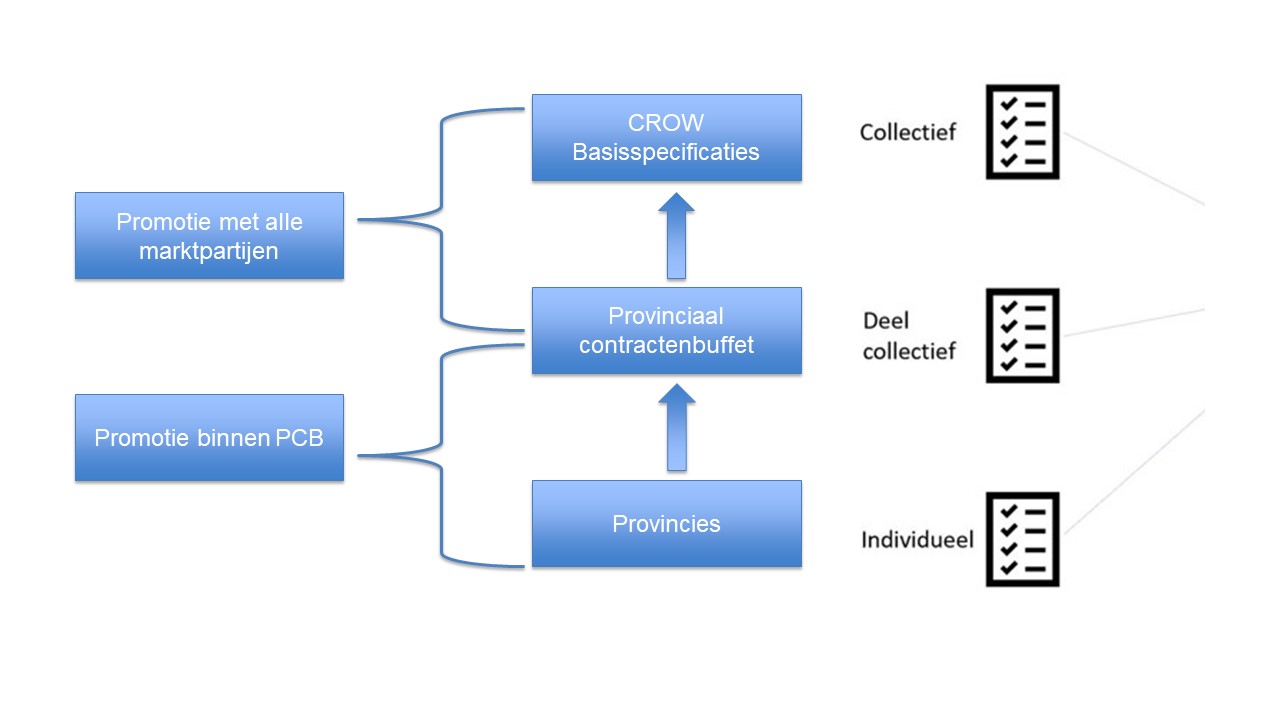 CROW
Basisspecificaties
Collectief
Promotie met alle
marktpartijen
Provinciaal
contractenbuffet
Deel
collectief
Promotie binnen PCB
Provincies
Individueel